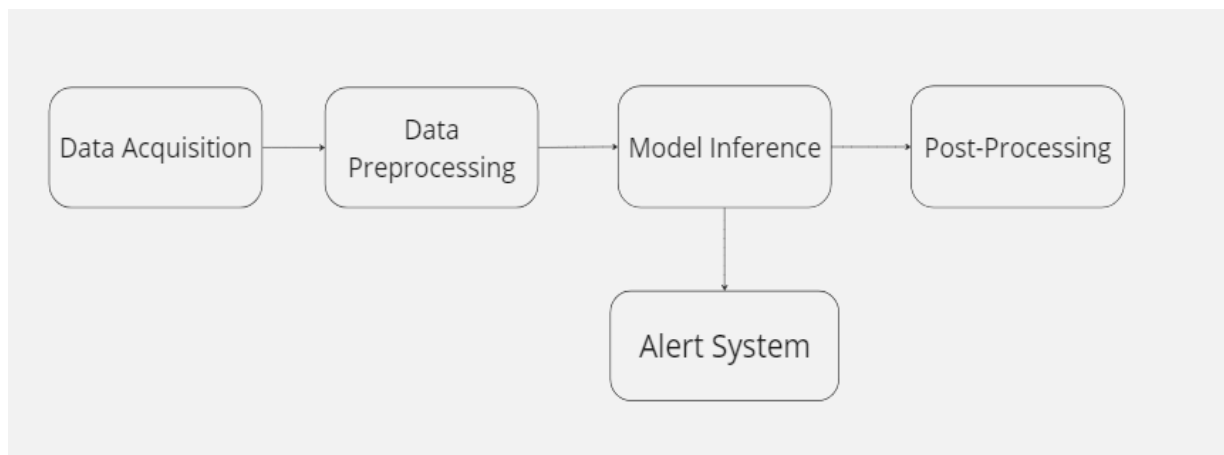 Data Acquisition
Data
Preprocessing
Model Inference
Post-Processing
Alert System